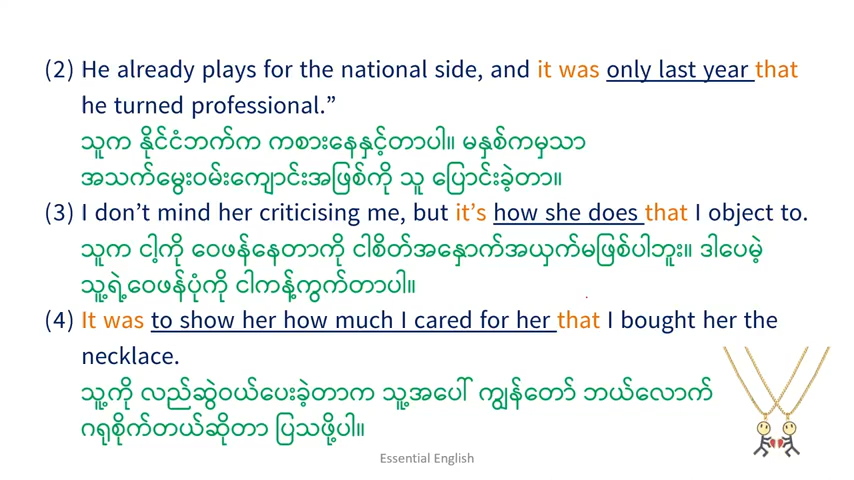 (2) He already plays for the national side, and it was only last year that
he turned professional.”
သူက နိုင်ငံဘက်က ကစားနေနှင့်တာပါ။ မနှစ်ကမှသာ
အသက်မွေးဝမ်းကျောင်းအဖြစ်ကို သူ ပြောင်းခဲ့တာ။
(3) I don’t mind her criticising me, but it’s how she does that I object to.
သူက ငါ့ကို ဝေဖန်နေတာကို ငါစိတ်အနှောက်အယှက်မဖြစ်ပါဘူး။ ဒါပေမဲ့
သူ့ရဲ့ဝေဖန်ပုံကို ငါကန့်ကွက်တာပါ။
(4) It was to show her how much I cared for her that I bought her the
necklace.
သူ့ကို လည်ဆွဲဝယ်ပေးခဲ့တာက သူ့အပေါ် ကျွန်တော် ဘယ်လောက်
ဂရုစိုက်တယ်ဆိုတာ ပြသဖို့ပါ။
Essential English